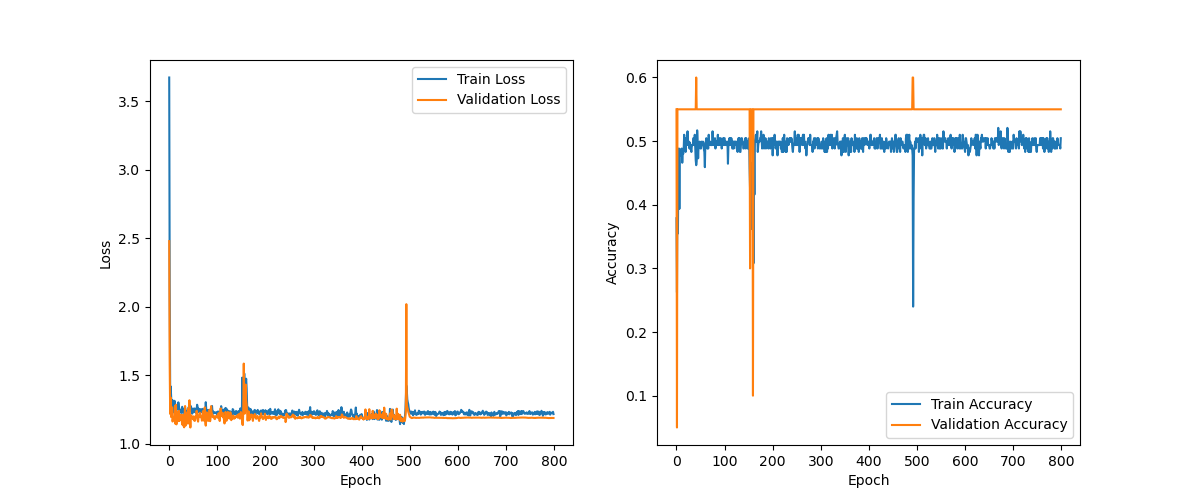 3.5
3.0
2.5
2.0
1.5
1.0
Loss
0 100 200 300 400 500 600 700 800
Epoch
Train Loss
Validation Loss
0.6
0.5
0.4
0.3
0.2
0.1
Accuracy
0 100 200 300 400 500 600 700 800
Epoch
Train Accuracy
Validation Accuracy